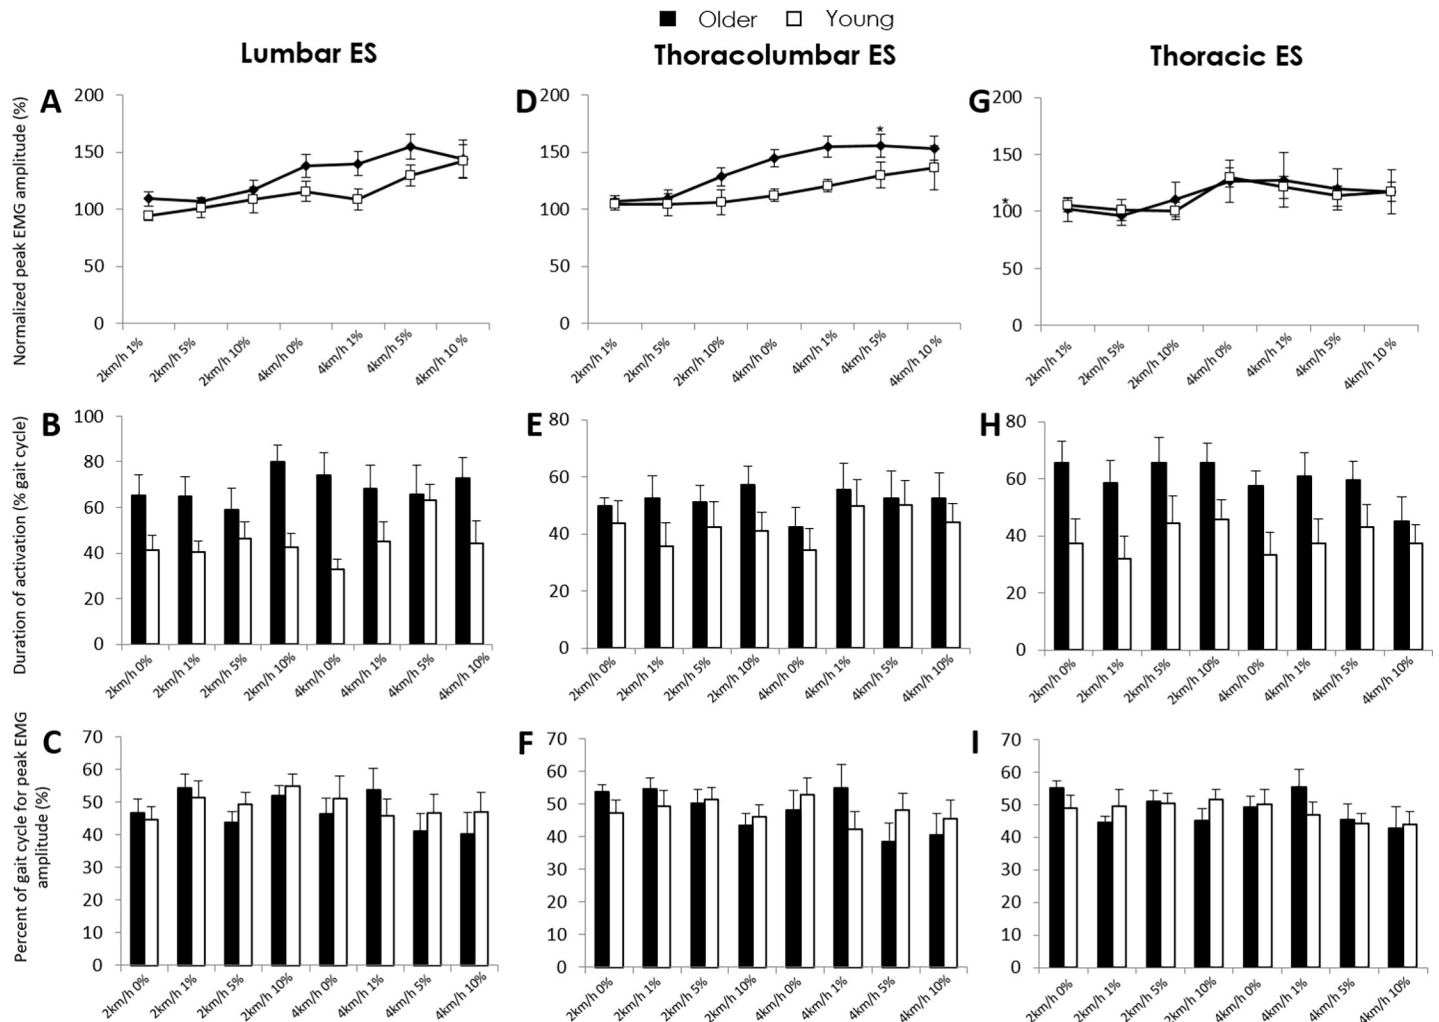 Older Young
Lumbar ES
Thoracolumbar ES
Thoracic ES
Normalized peak EMG amplitude (%)
A
200
150
100
50
0
2km/h 1%
2km/h 5%
2km/h 10%
4km/h 0%
4km/h 1%
4km/h 5%
4km/h 10 %
D
200
150
100
50
0
*
2km/h 1%
2km/h 5%
2km/h 10%
4km/h 0%
4km/h 1%
4km/h 5%
4km/h 10 %
G
200
150
100
50
0
*
2km/h 1%
2km/h 5%
2km/h 10%
4km/h 0%
4km/h 1%
4km/h 5%
4km/h 10 %
Duration of activation (% gait cycle)
B
100
80
60
40
20
0
2km/h 0%
2km/h 1%
2km/h 5%
2km/h 10%
4km/h 0%
4km/h 1%
4km/h 5%
4km/h 10%
E
80
60
40
20
0
2km/h 0%
2km/h 1%
2km/h 5%
2km/h 10%
4km/h 0%
4km/h 1%
4km/h 5%
4km/h 10%
H
80
60
40
20
0
2km/h 0%
2km/h 1%
2km/h 5%
2km/h 10%
4km/h 0%
4km/h 1%
4km/h 5%
4km/h 10%
Percent of gait cycle for peak EMG
amplitude (%)
C
70
60
50
40
30
20
10
0
2km/h 0%
2km/h 1%
2km/h 5%
2km/h 10%
4km/h 0%
4km/h 1%
4km/h 5%
4km/h 10%
F
70
60
50
40
30
20
10
0
2km/h 0%
2km/h 1%
2km/h 5%
2km/h 10%
4km/h 0%
4km/h 1%
4km/h 5%
4km/h 10%
I
70
60
50
40
30
20
10
0
2km/h 0%
2km/h 1%
2km/h 5%
2km/h 10%
4km/h 0%
4km/h 1%
4km/h 5%
4km/h 10%